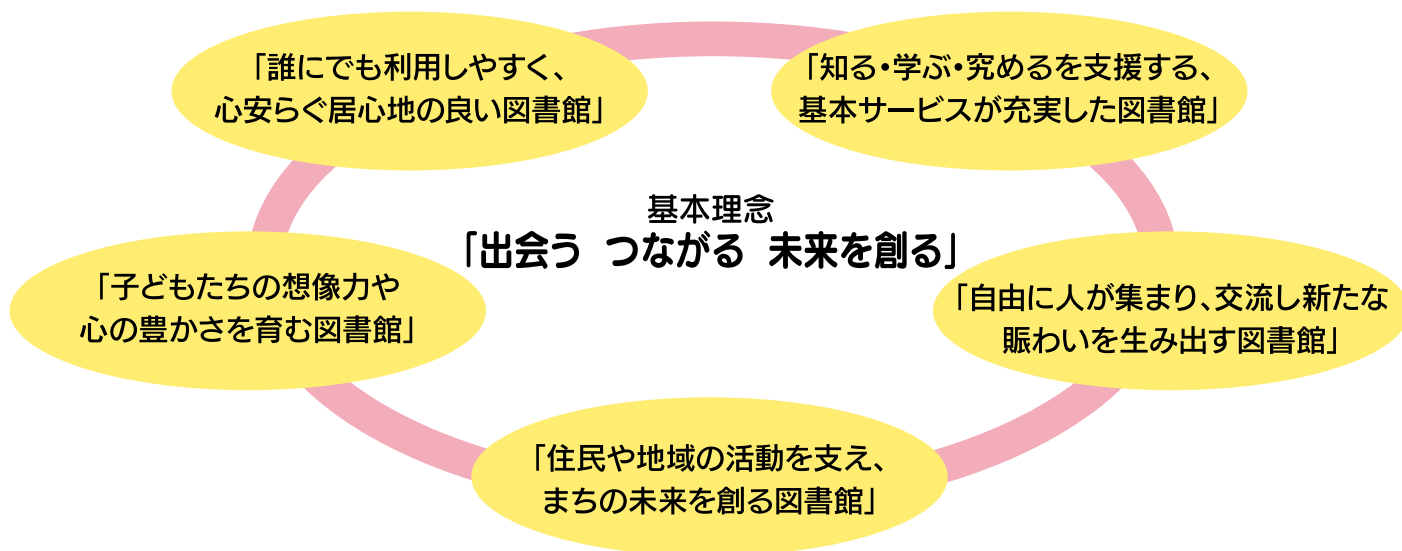 「誰にでも利用しやすく、
心安らぐ居心地の良い図書館」
「知る・学ぶ・究めるを支援する、
基本サービスが充実した図書館」
基本理念
「出会う つながる 未来を創る」
「子どもたちの想像力や
心の豊かさを育む図書館」
「自由に人が集まり、交流し新たな
賑わいを生み出す図書館」
「住民や地域の活動を支え、
まちの未来を創る図書館」